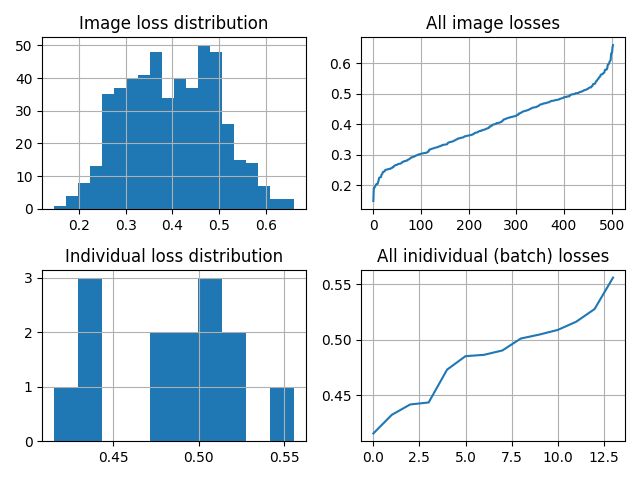 Image loss distribution
50
40
30
20
10
0
0.2 0.3 0.4 0.5 0.6
All image losses
0.6
0.5
0.4
0.3
0.2
0 100 200 300 400 500
Individual loss distribution
3
2
1
0
0.45 0.50 0.55
All inidividual (batch) losses
0.55
0.50
0.45
0.0 2.5 5.0 7.5 10.0 12.5